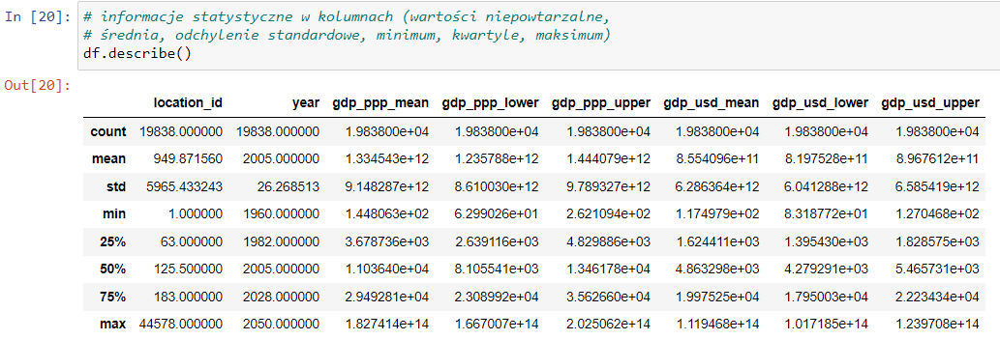 In [20]: # informacje statystyczne w kolumnach (wartości niepowtarzalne,
# średnia, odchylenie standardowe, minimum, kwartyle, maksimum)
df.describe()
Out[20]:
location_id year gdp_ppp_mean gdp_ppp_lower gdp_ppp_upper gdp_usd_mean gdp_usd_lower gdp_usd_upper
count 19838.000000 19838.000000 1.983800e+04 1.983800e+04 1.983800e+04 1.983800e+04 1.983800e+04 1.983800e+04
mean 949.871560 2005.000000 1.334543e+12 1.235788e+12 1.444079e+12 8.554096e+11 8.197528e+11 8.967612e+11
std 5965.433243 26.268513 9.148287e+12 8.610030e+12 9.789327e+12 6.286364e+12 6.041288e+12 6.585419e+12
min 1.000000 1960.000000 1.448063e+02 6.299026e+01 2.621094e+02 1.174979e+02 8.318772e+01 1.270468e+02
25% 63.000000 1982.000000 3.678736e+03 2.639116e+03 4.829886e+03 1.624411e+03 1.395430e+03 1.828575e+03
50% 125.500000 2005.000000 1.103640e+04 8.105541e+03 1.346178e+04 4.863298e+03 4.279291e+03 5.465731e+03
75% 183.000000 2028.000000 2.949281e+04 2.308992e+04 3.562660e+04 1.997525e+04 1.795003e+04 2.223434e+04
max 44578.000000 2050.000000 1.827414e+14 1.667007e+14 2.025062e+14 1.119468e+14 1.017185e+14 1.239708e+14